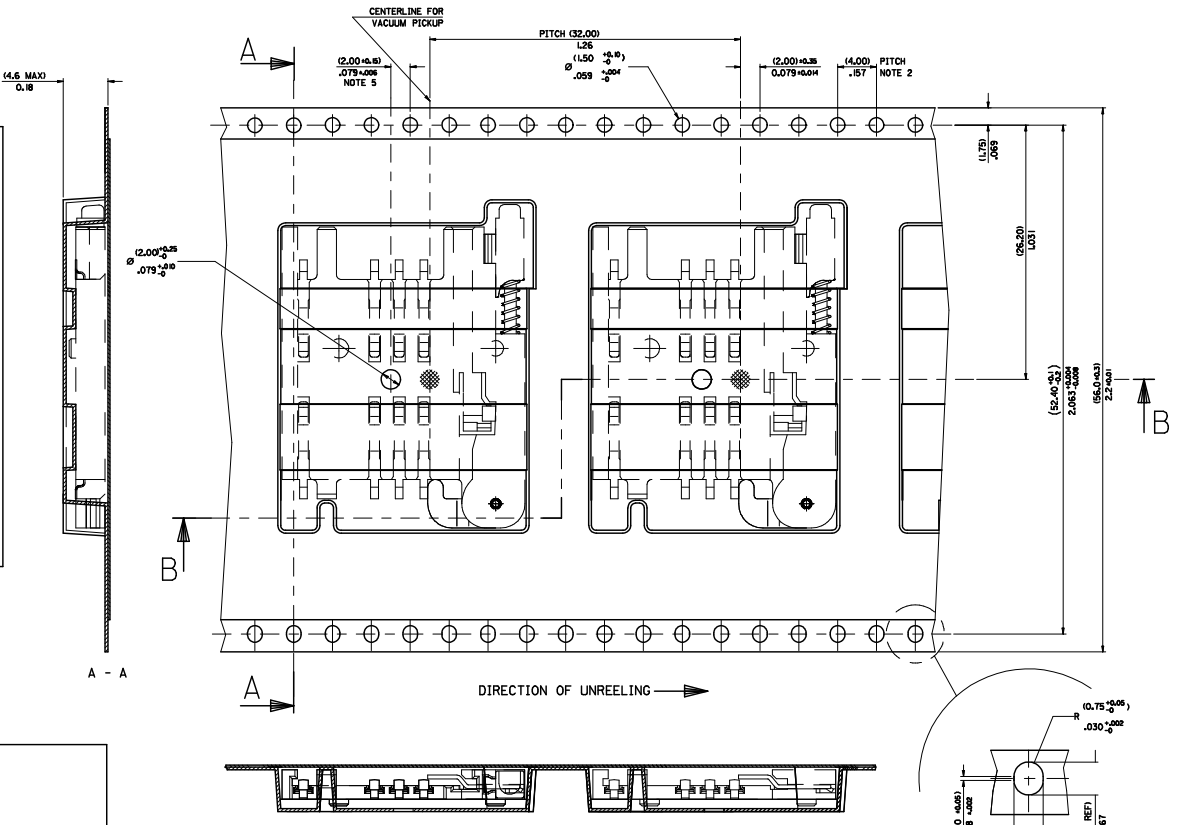 CENTERLINE FOR
VACUUM PICKUP
A
PITCH (32.00)
1.26
(4.6 MAX)
0.18
(2.00±0.15)
.079±.006
NOTE 5
Ø (1.50 +0.10 -0)
.059 +.004 -0
(2.00)±0.35
0.079±0.014
(4.00) PITCH
.157 NOTE 2
(1.75)
.069
(26.20)
1.031
Ø (2.00)+0.25 -0
.079+.010 -0
(52.40 +0.1 -0.2)
2.063 +0.004 -0.008
(56.0±0.3)
2.2±0.01
B
B
A - A
A
DIRECTION OF UNREELING
R (0.75 +0.05 -0)
.030 +.002 -0